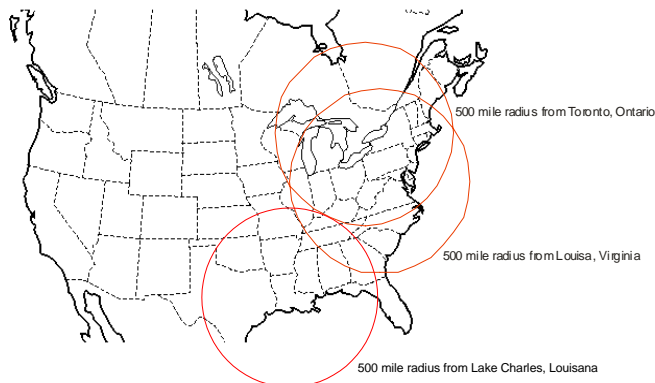 500 mile radius from Toronto, Ontario
500 mile radius from Louisa, Virginia
500 mile radius from Lake Charles, Louisana